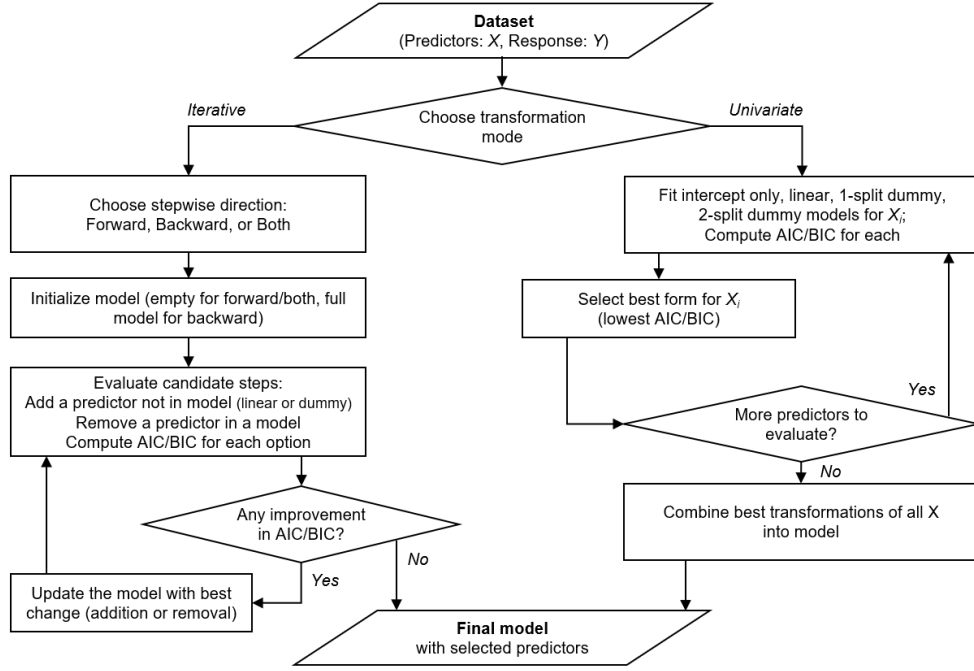 Dataset
(Predictors: X, Response: Y)
Choose transformation
mode
Iterative
Univariate
Choose stepwise direction:
Forward, Backward, or Both
Initialize model (empty for forward/both, full
model for backward)
Evaluate candidate steps:
Add a predictor not in model (linear or dummy)
Remove a predictor in a model
Compute AIC/BIC for each option
Any improvement
in AIC/BIC?
Yes
No
Update the model with best
change (addition or removal)
Fit intercept only, linear, 1-split dummy,
2-split dummy models for Xi;
Compute AIC/BIC for each
Select best form for Xi
(lowest AIC/BIC)
More predictors to
evaluate?
Yes
No
Combine best transformations of all X
into model
Final model
with selected predictors